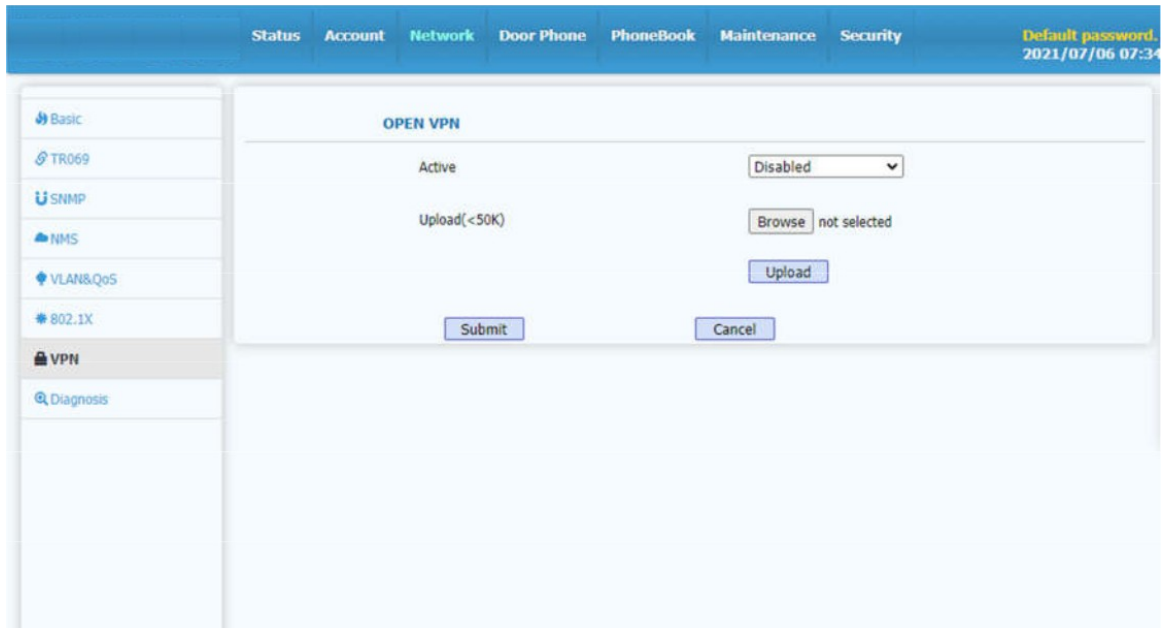 Status Account Network Door Phone PhoneBook Maintenance Security
Default password.
2021/07/06 07:34
Basic
TR069
SNMP
NMS
VLAN&QoS
802.1X
VPN
Diagnosis
OPEN VPN
Active Disabled
Upload(<50K) Browse not selected
Upload
Submit Cancel